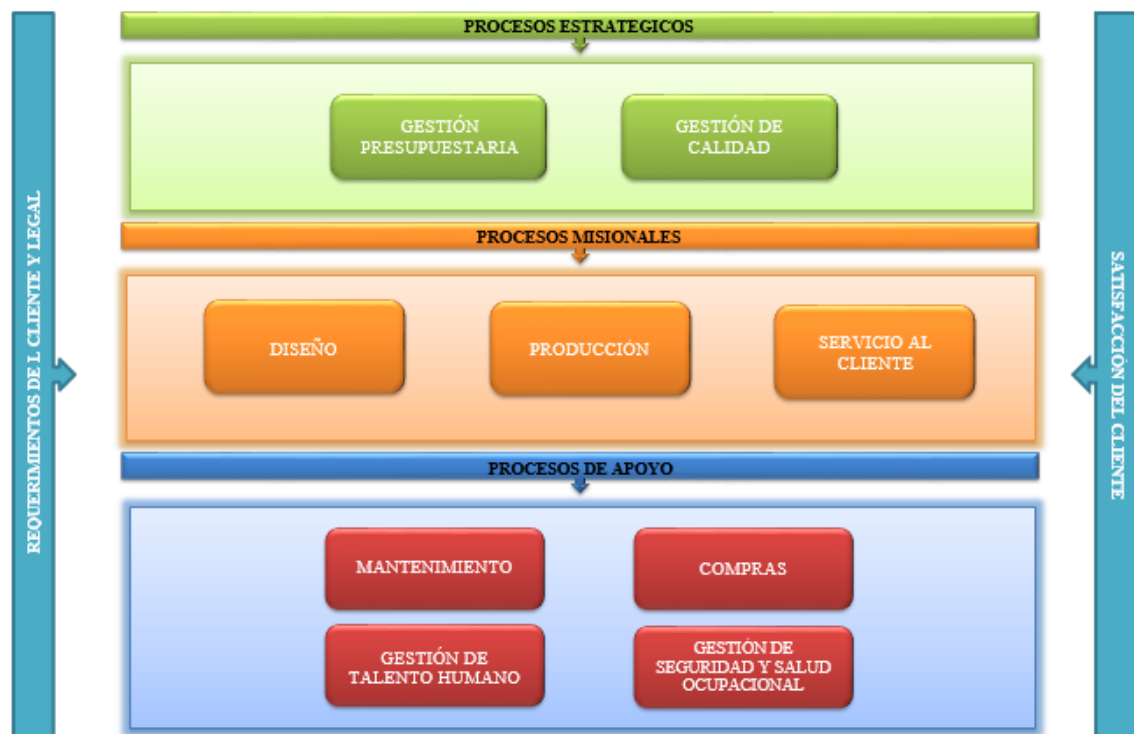 PROCESOS ESTRATEGICOS
GESTIÓN
PRESUPUESTARIA
GESTIÓN DE
CALIDAD
REQUERIMIENTOS DE L CLIENTE Y LEGAL
PROCESOS MISIONALES
DISEÑO
PRODUCCIÓN
SERVICIO AL
CLIENTE
SATISFACCIÓN DEL CLIENTE
PROCESOS DE APOYO
MANTENIMIENTO
COMPRAS
GESTIÓN DE
TALENTO HUMANO
GESTIÓN DE
SEGURIDAD Y SALUD
OCUPACIONAL